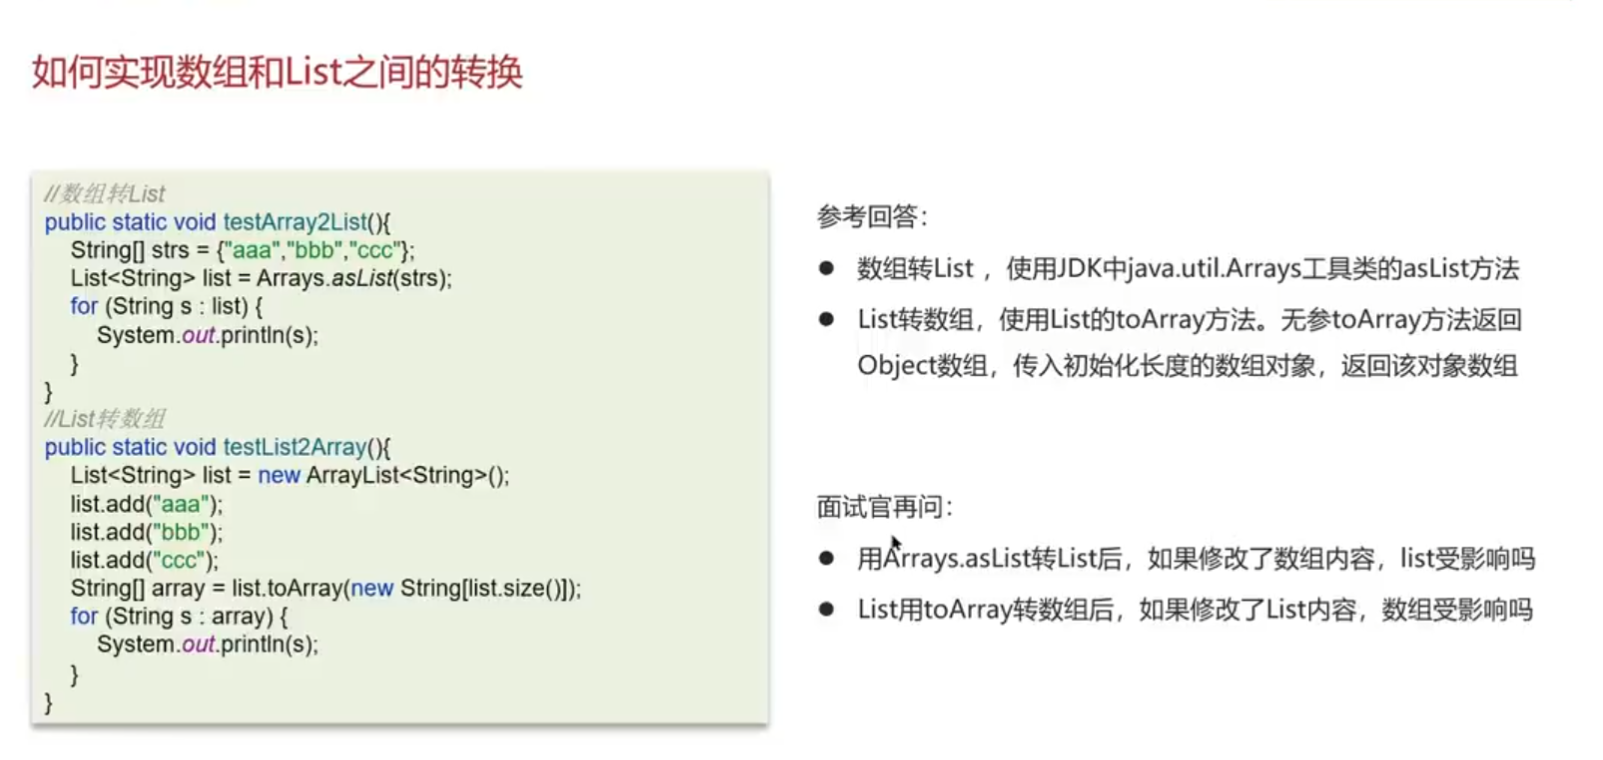 如何实现数组和List之间的转换
//数组转List
public static void testArray2List(){
String[] strs = {"aaa","bbb","ccc"};
List<String> list = Arrays.asList(strs);
for (String s : list) {
System.out.println(s);
}
}
//List转数组
public static void testList2Array(){
List<String> list = new ArrayList<String>();
list.add("aaa");
list.add("bbb");
list.add("ccc");
String[] array = list.toArray(new String[list.size()]);
for (String s : array) {
System.out.println(s);
}
}
参考回答：
● 数组转List ，使用JDK中java.util.Arrays工具类的asList方法
● List转数组，使用List的toArray方法。无参toArray方法返回
Object数组，传入初始化长度的数组对象，返回该对象数组
面试官再问：
● 用Arrays.asList转List后，如果修改了数组内容，list受影响吗
● List用toArray转数组后，如果修改了List内容，数组受影响吗